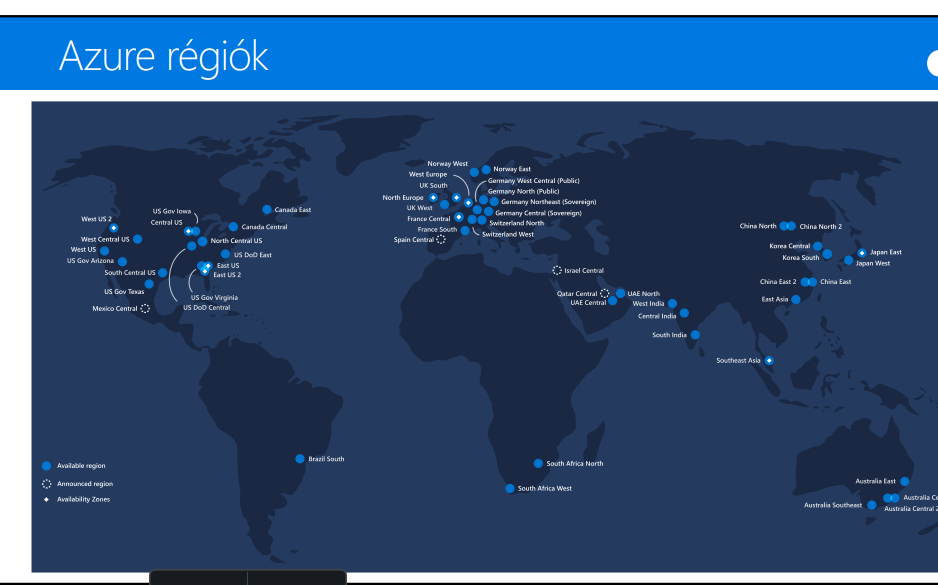 Azure régiók
Norway West
Norway East
West Europe
Germany West Central (Public)
UK South
Germany North (Public)
North Europe
Germany Northeast (Sovereign)
UK West
Germany Central (Sovereign)
France Central
Switzerland North
France South
Switzerland West
Spain Central
US Gov Iowa
Canada East
West US 2
Central US
Canada Central
West Central US
North Central US
West US
US DoD East
US Gov Arizona
East US
South Central US
East US 2
US Gov Texas
US Gov Virginia
Mexico Central
US DoD Central
China North
China North 2
Korea Central
Korea South
Japan East
Japan West
Israel Central
China East 2
China East
Qatar Central
UAE North
East Asia
UAE Central
West India
Central India
South India
Southeast Asia
Brazil South
South Africa North
South Africa West
Available region
Announced region
Availability Zones
Australia East
Australia Ce
Australia Southeast
Australia Central 2